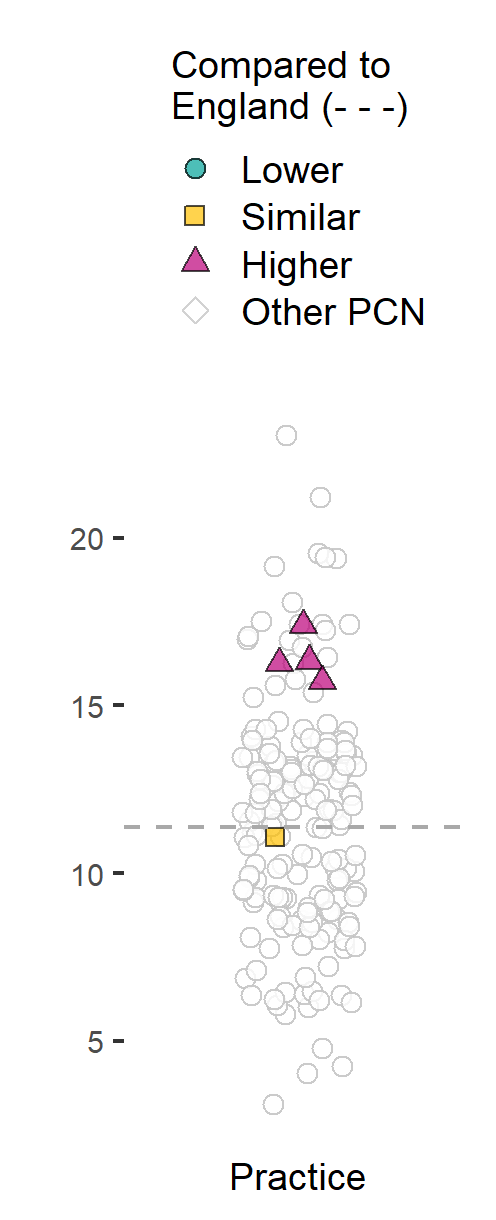 Compared to
England (- - -)
Lower
Similar
Higher
Other PCN
20
15
10
5
Practice